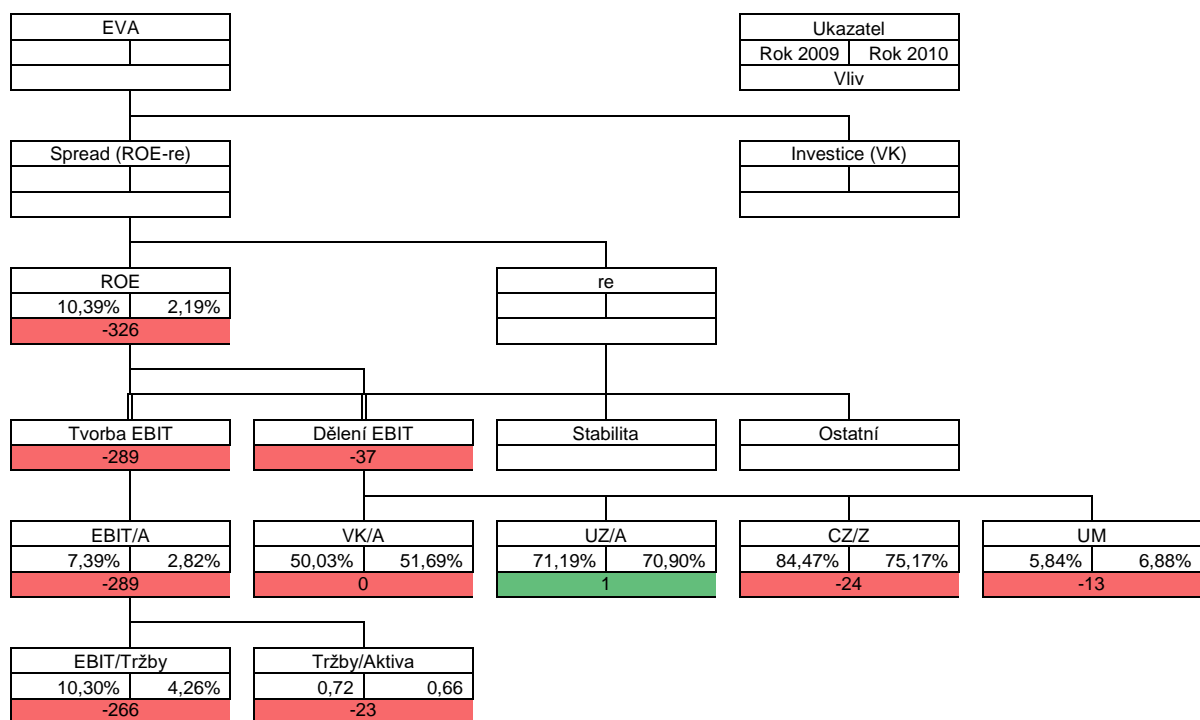 EVA
Ukazatel
Rok 2009 Rok 2010
Vliv
Spread (ROE-re)
Investice (VK)
ROE
10,39% 2,19%
-326
re
Tvorba EBIT
-289
Dělení EBIT
-37
Stabilita
Ostatní
EBIT/A
7,39% 2,82%
-289
VK/A
50,03% 51,69%
0
UZ/A
71,19% 70,90%
1
CZ/Z
84,47% 75,17%
-24
UM
5,84% 6,88%
-13
EBIT/Tržby
10,30% 4,26%
-266
Tržby/Aktiva
0,72 0,66
-23